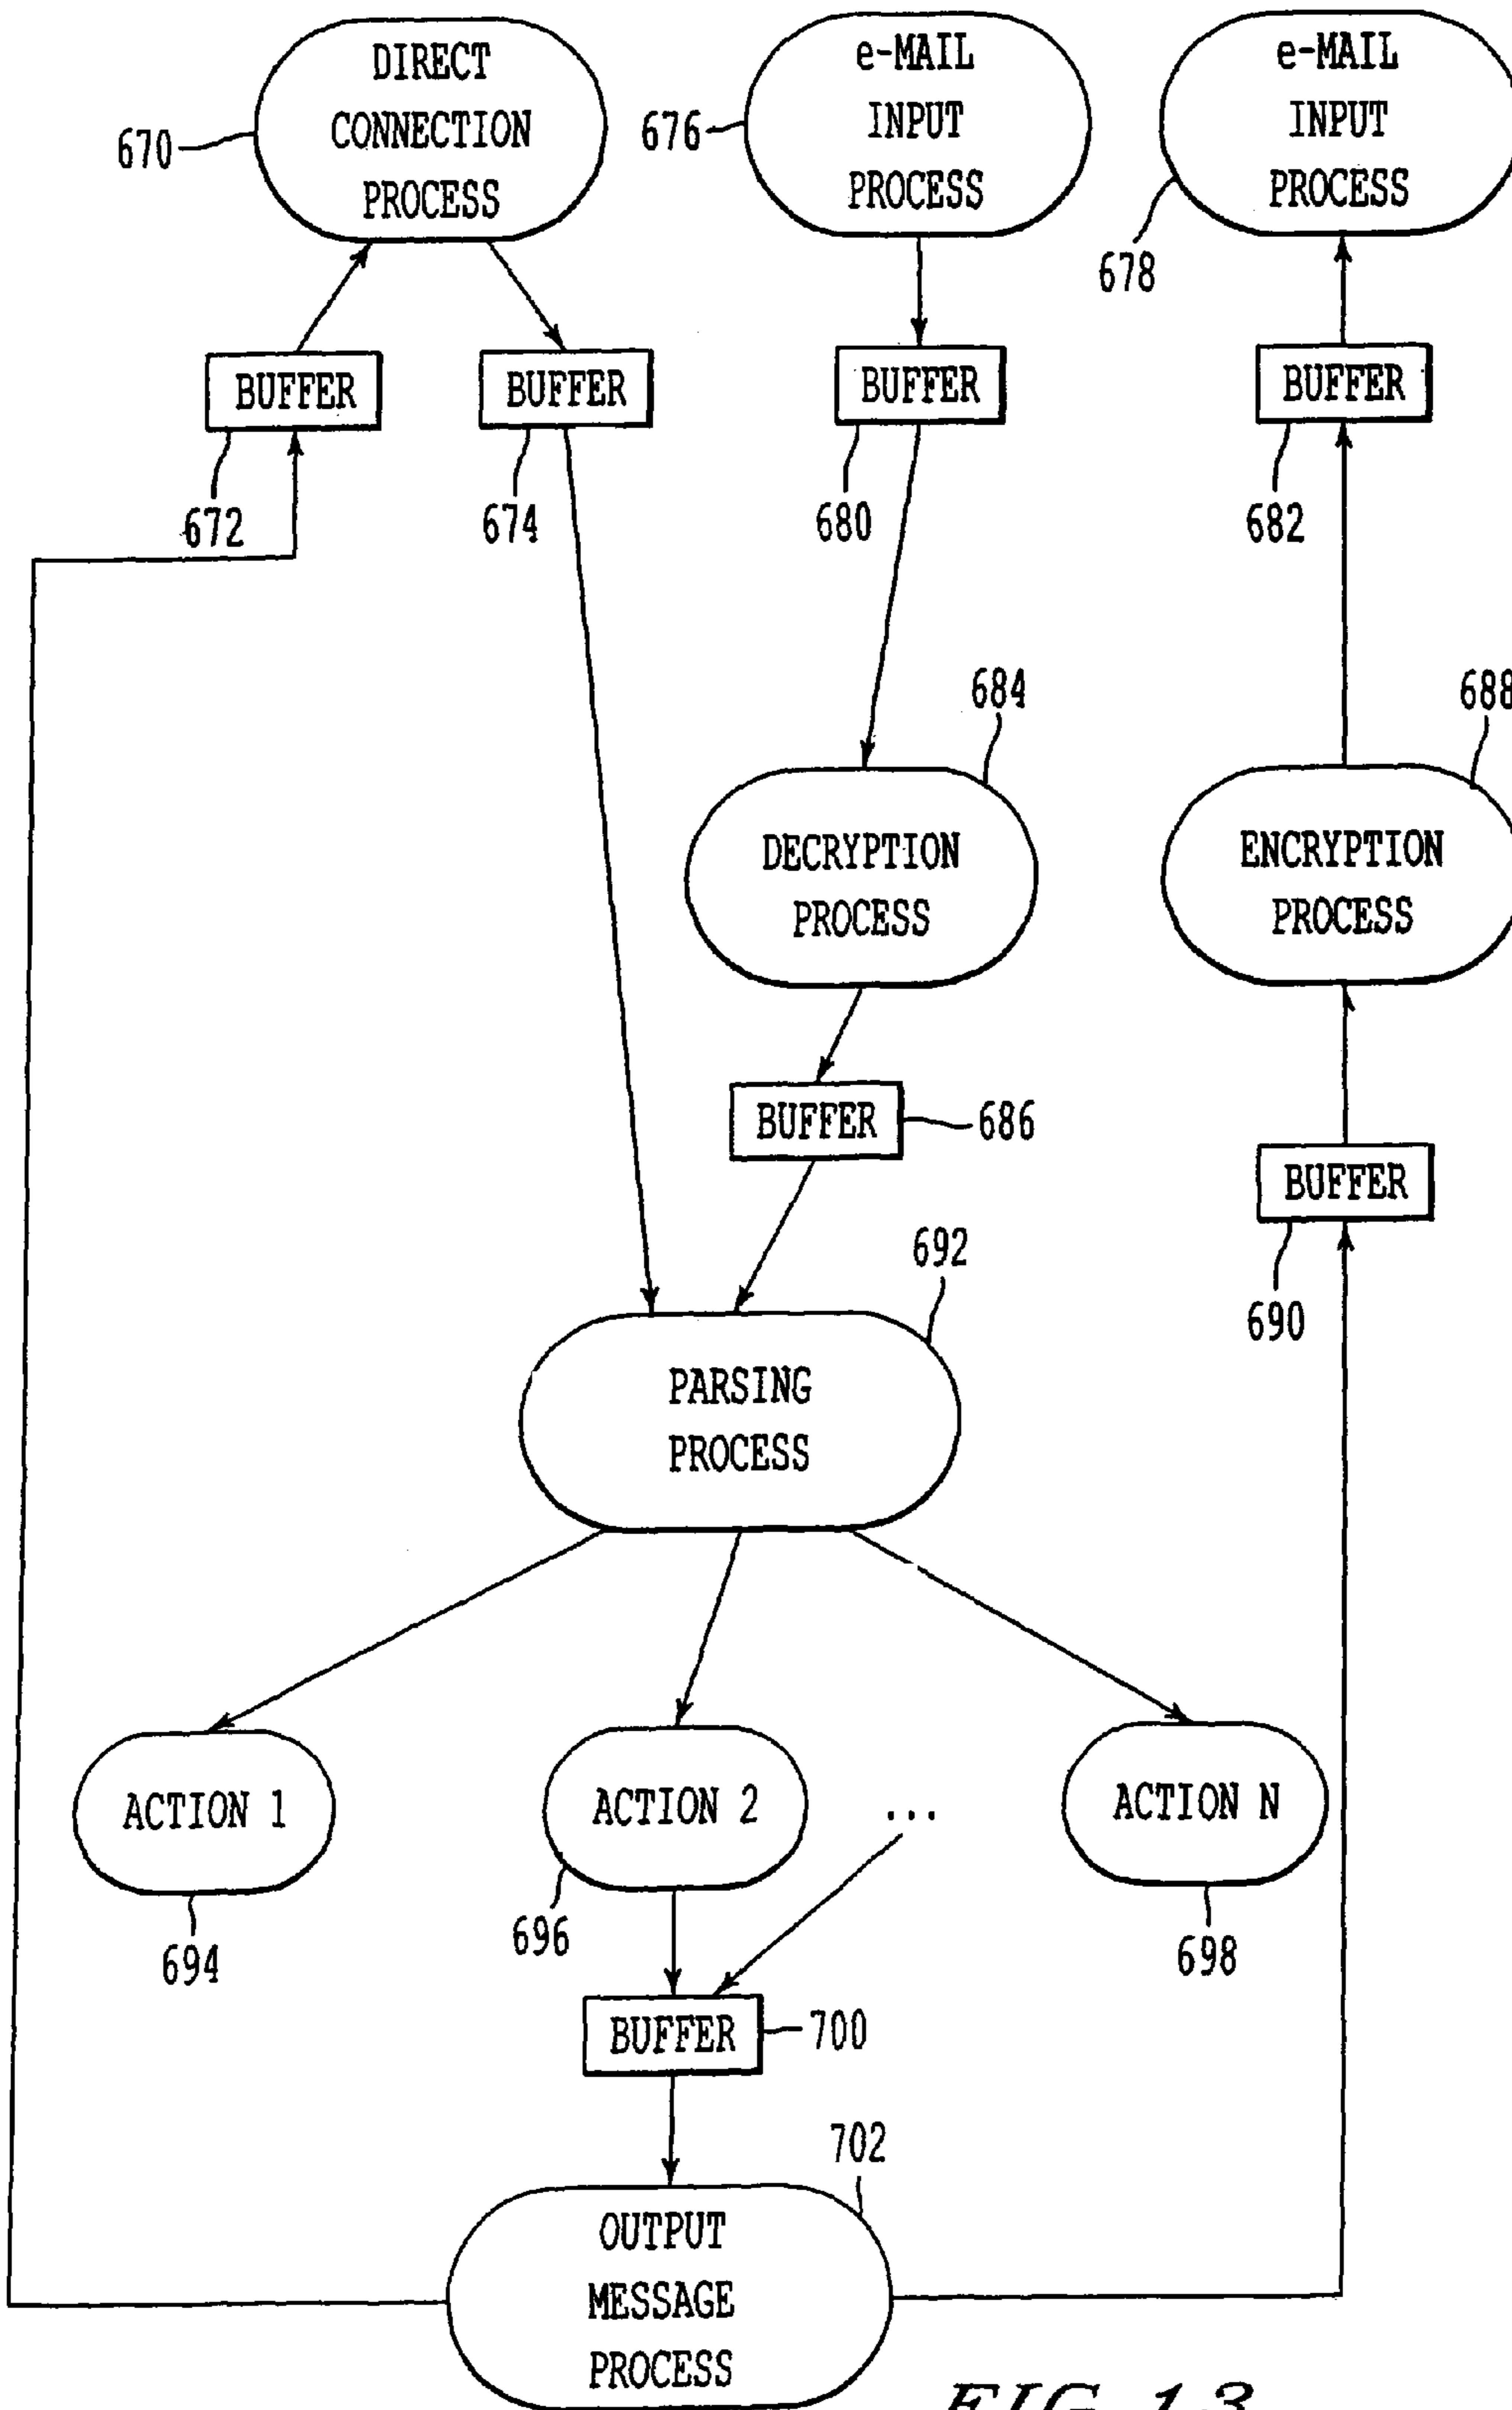 DIRECT
CONNECTION
PROCESS
670
e-MAIL
INPUT
PROCESS
676
e-MAIL
INPUT
PROCESS
678
BUFFER
672
BUFFER
674
BUFFER
680
BUFFER
682
684
DECRYPTION
PROCESS
688
ENCRYPTION
PROCESS
BUFFER
686
BUFFER
690
692
PARSING
PROCESS
ACTION 1
694
ACTION 2
696
...
ACTION N
698
BUFFER
700
702
OUTPUT
MESSAGE
PROCESS
FIG. 13